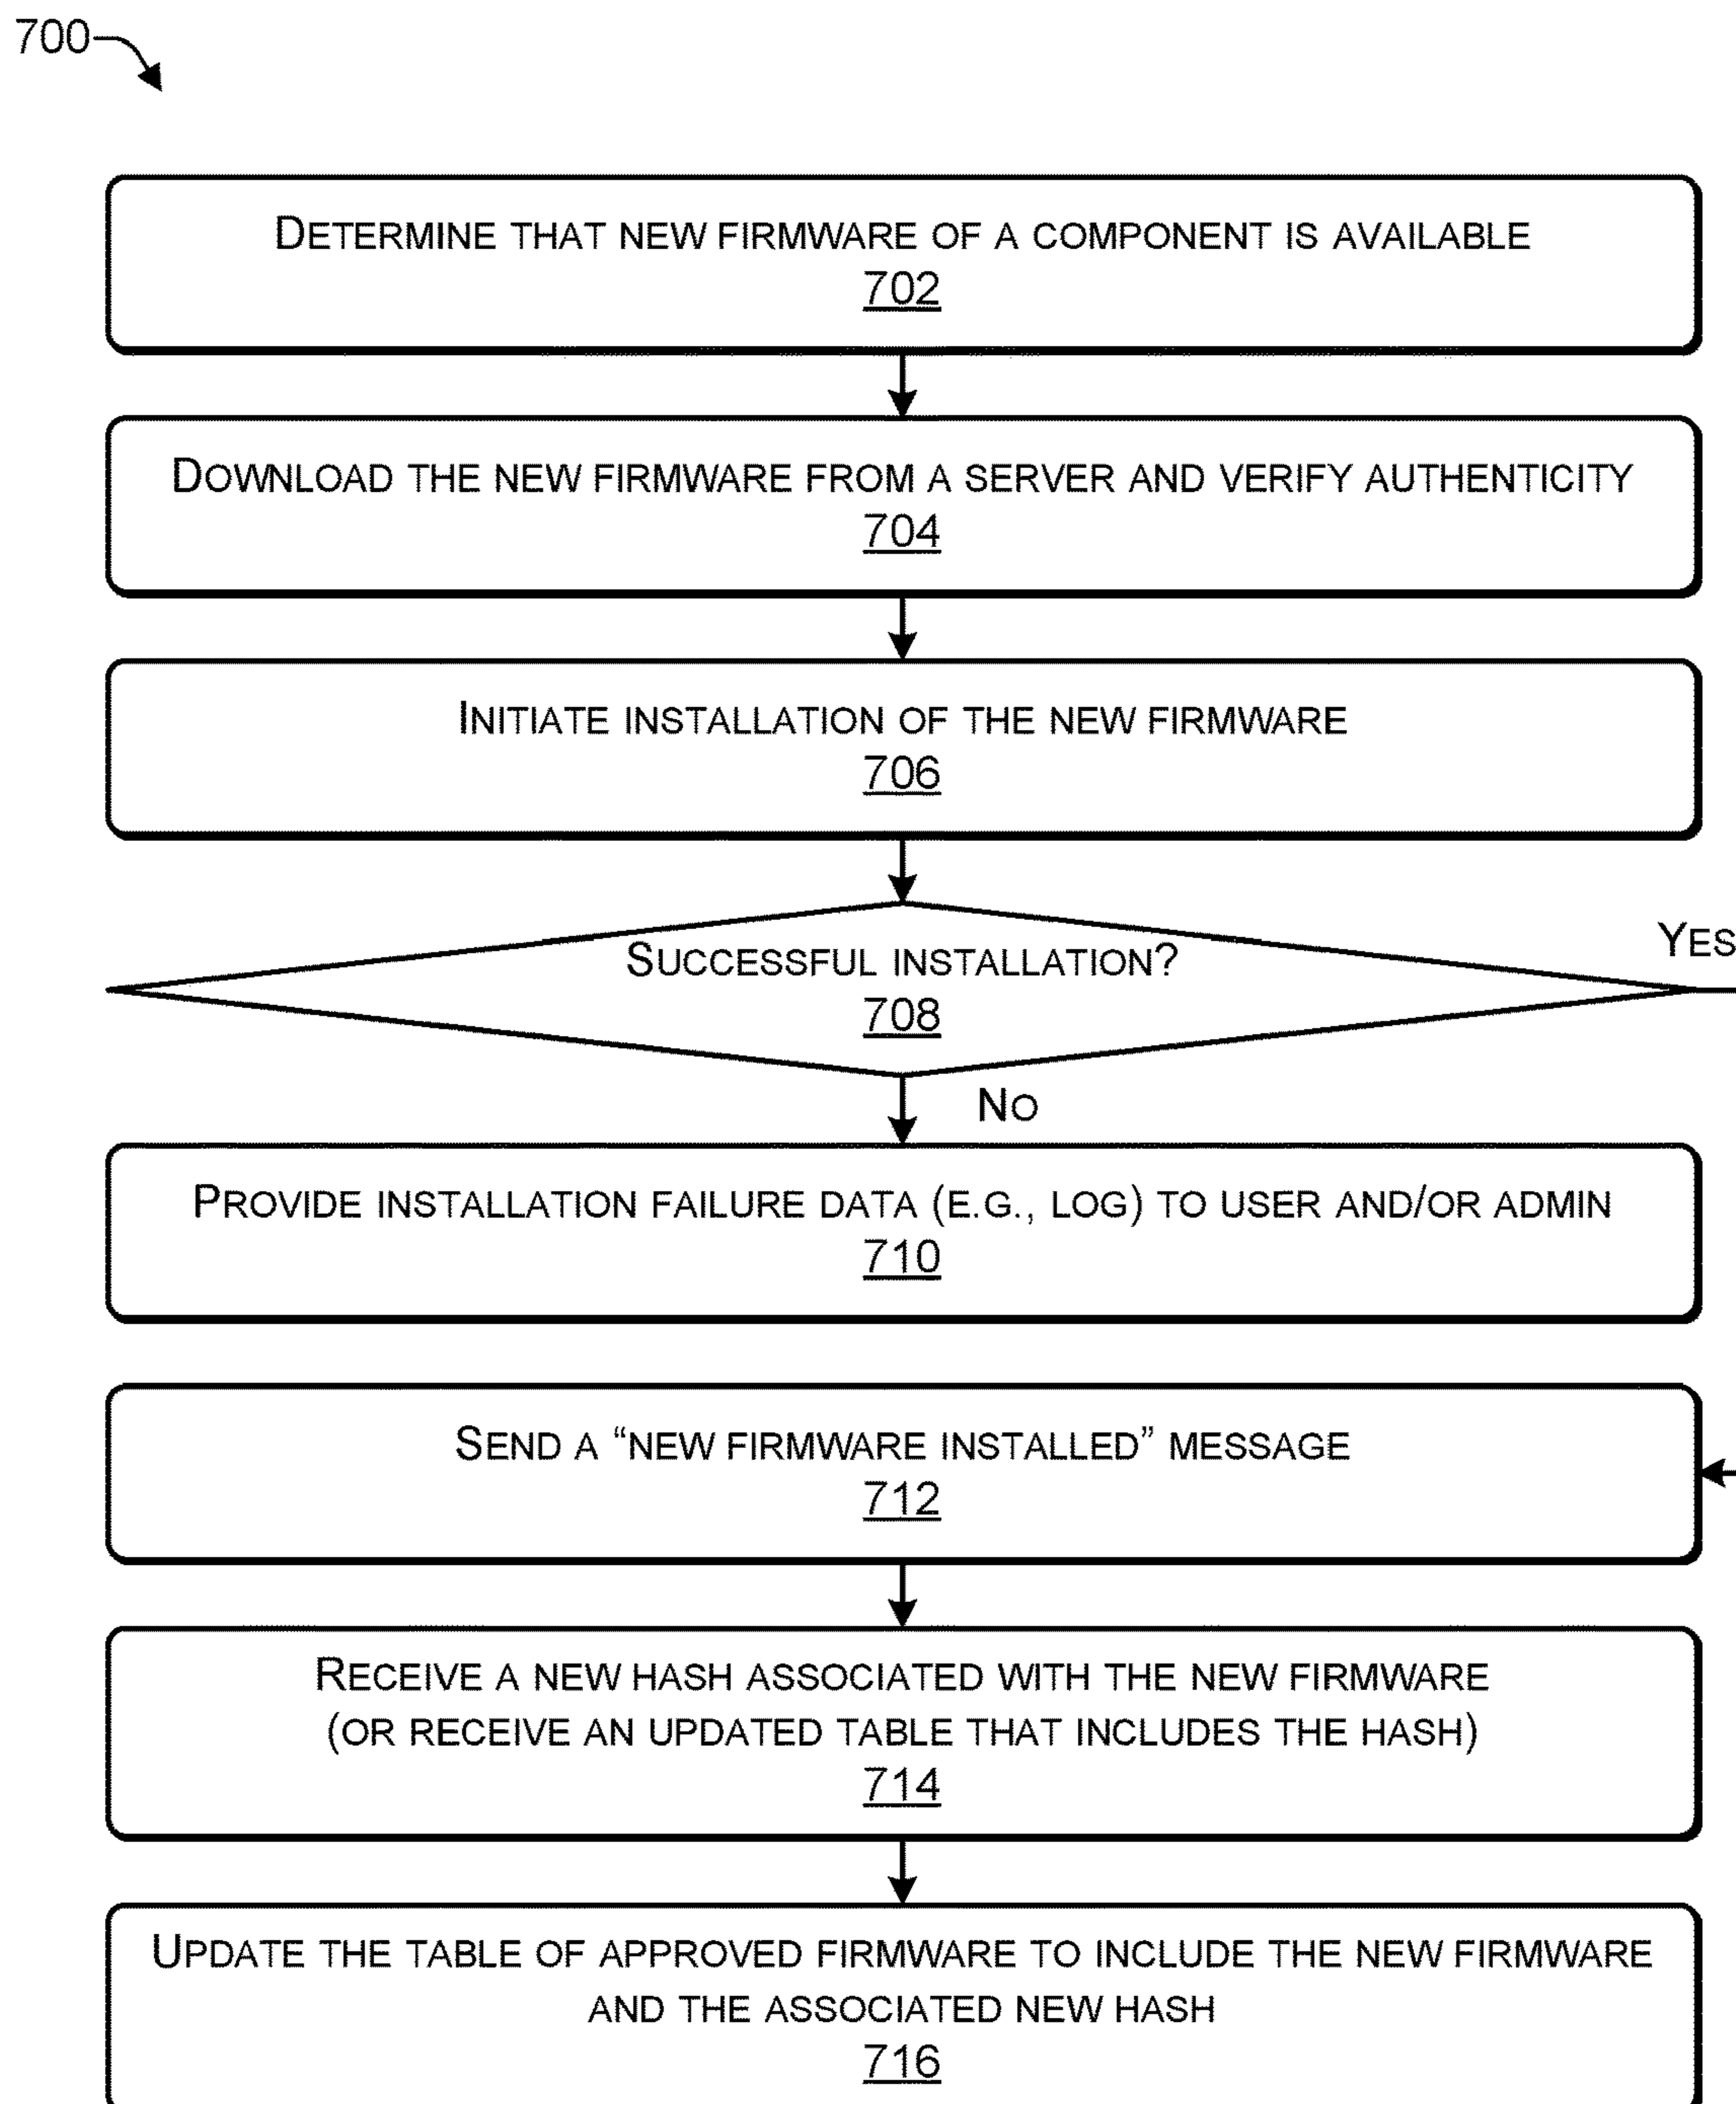 700
DETERMINE THAT NEW FIRMWARE OF A COMPONENT IS AVAILABLE
702
DOWNLOAD THE NEW FIRMWARE FROM A SERVER AND VERIFY AUTHENTICITY
704
INITIATE INSTALLATION OF THE NEW FIRMWARE
706
SUCCESSFUL INSTALLATION?
708
YES
NO
PROVIDE INSTALLATION FAILURE DATA (E.G., LOG) TO USER AND/OR ADMIN
710
SEND A “NEW FIRMWARE INSTALLED” MESSAGE
712
RECEIVE A NEW HASH ASSOCIATED WITH THE NEW FIRMWARE
(OR RECEIVE AN UPDATED TABLE THAT INCLUDES THE HASH)
714
UPDATE THE TABLE OF APPROVED FIRMWARE TO INCLUDE THE NEW FIRMWARE
AND THE ASSOCIATED NEW HASH
716